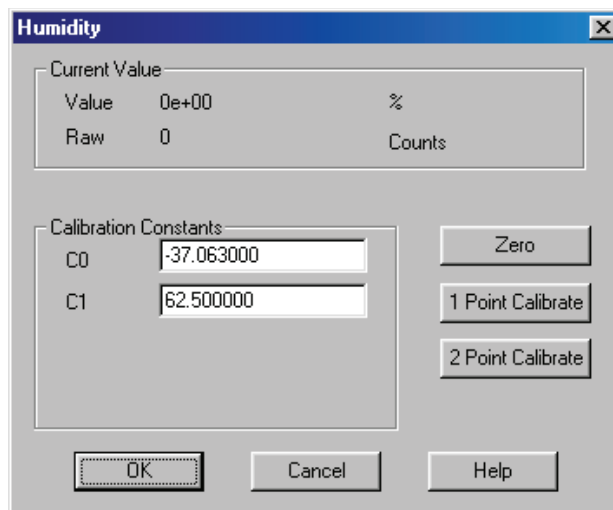 Humidity
Current Value
Value 0e+00 %
Raw 0 Counts
Calibration Constants
C0 -37.063000
C1 62.500000
Zero
1 Point Calibrate
2 Point Calibrate
OK Cancel Help